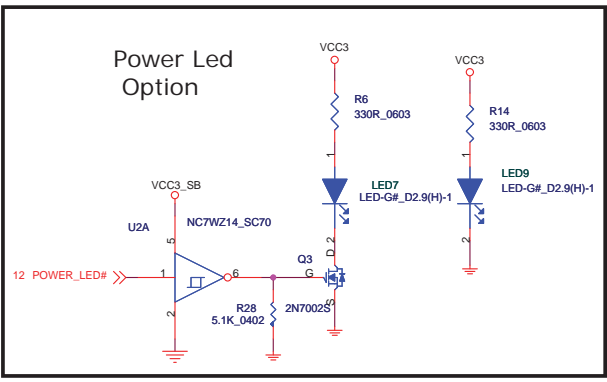 Power Led
Option
VCC3
VCC3
R6
330R_0603
R14
330R_0603
1
1
LED7
LED-G#_D2.9(H)-1
LED9
LED-G#_D2.9(H)-1
VCC3_SB
U2A
NC7WZ14_SC70
5
2
2
D
Q3
G
12 POWER_LED#
1
6
S
R28
5.1K_0402
2N7002S
2